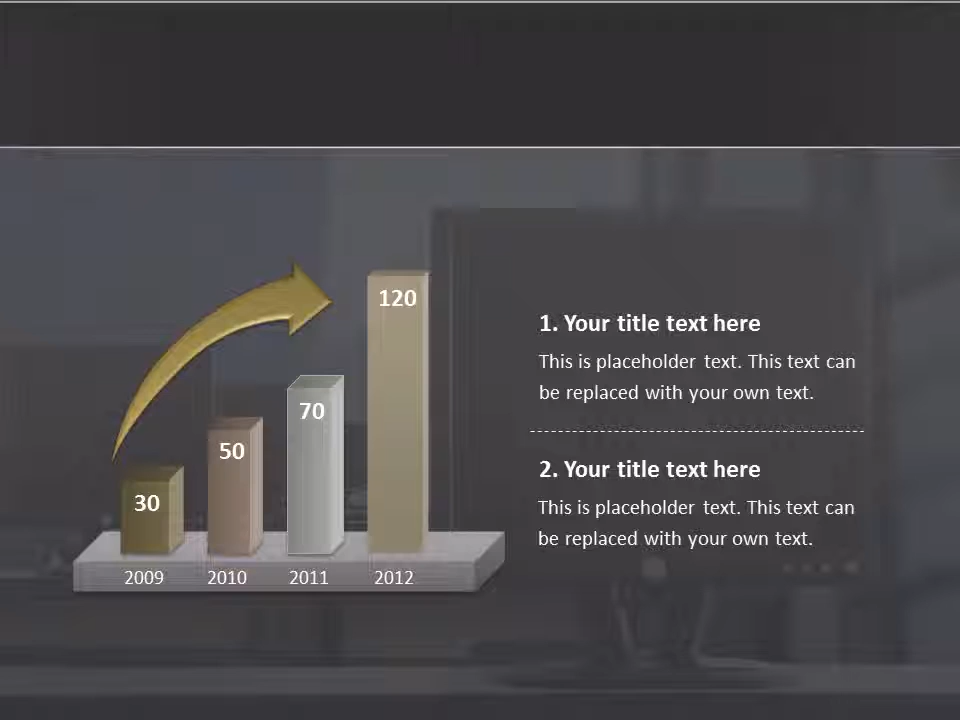 120
70
50
30
2009 2010 2011 2012
1. Your title text here
This is placeholder text. This text can
be replaced with your own text.
2. Your title text here
This is placeholder text. This text can
be replaced with your own text.